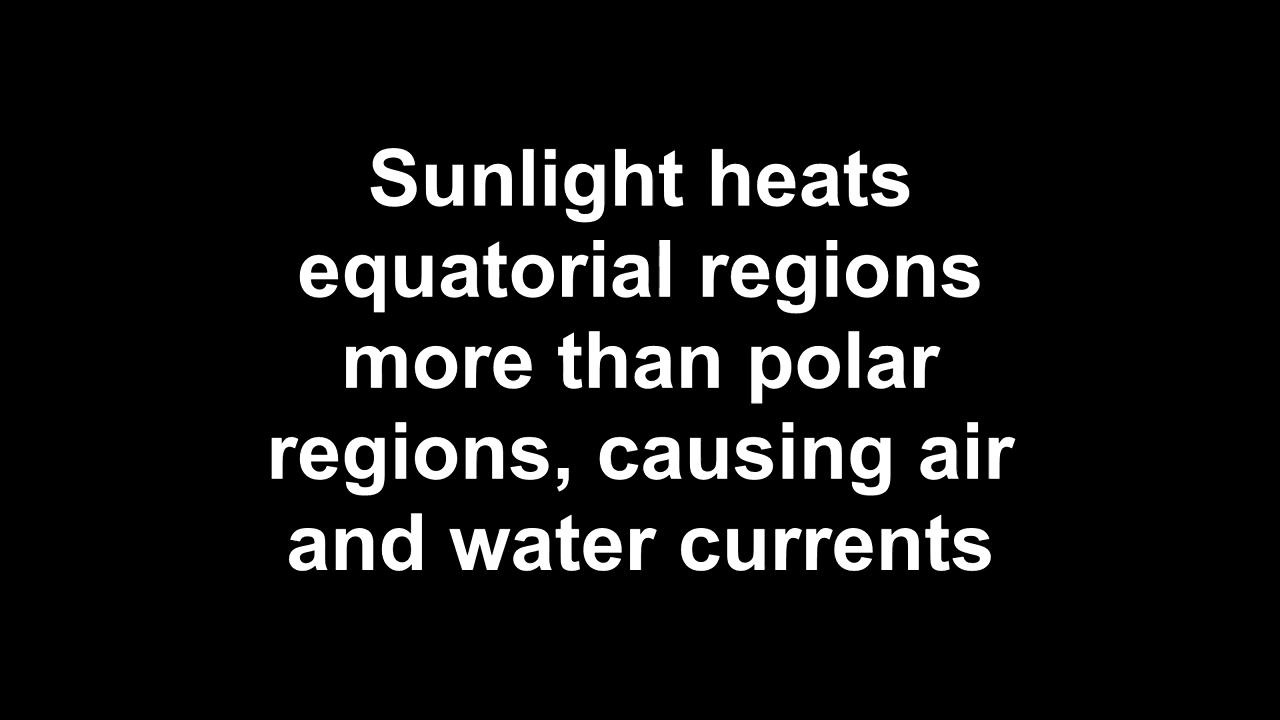 Sunlight heats
equatorial regions
more than polar
regions, causing air
and water currents